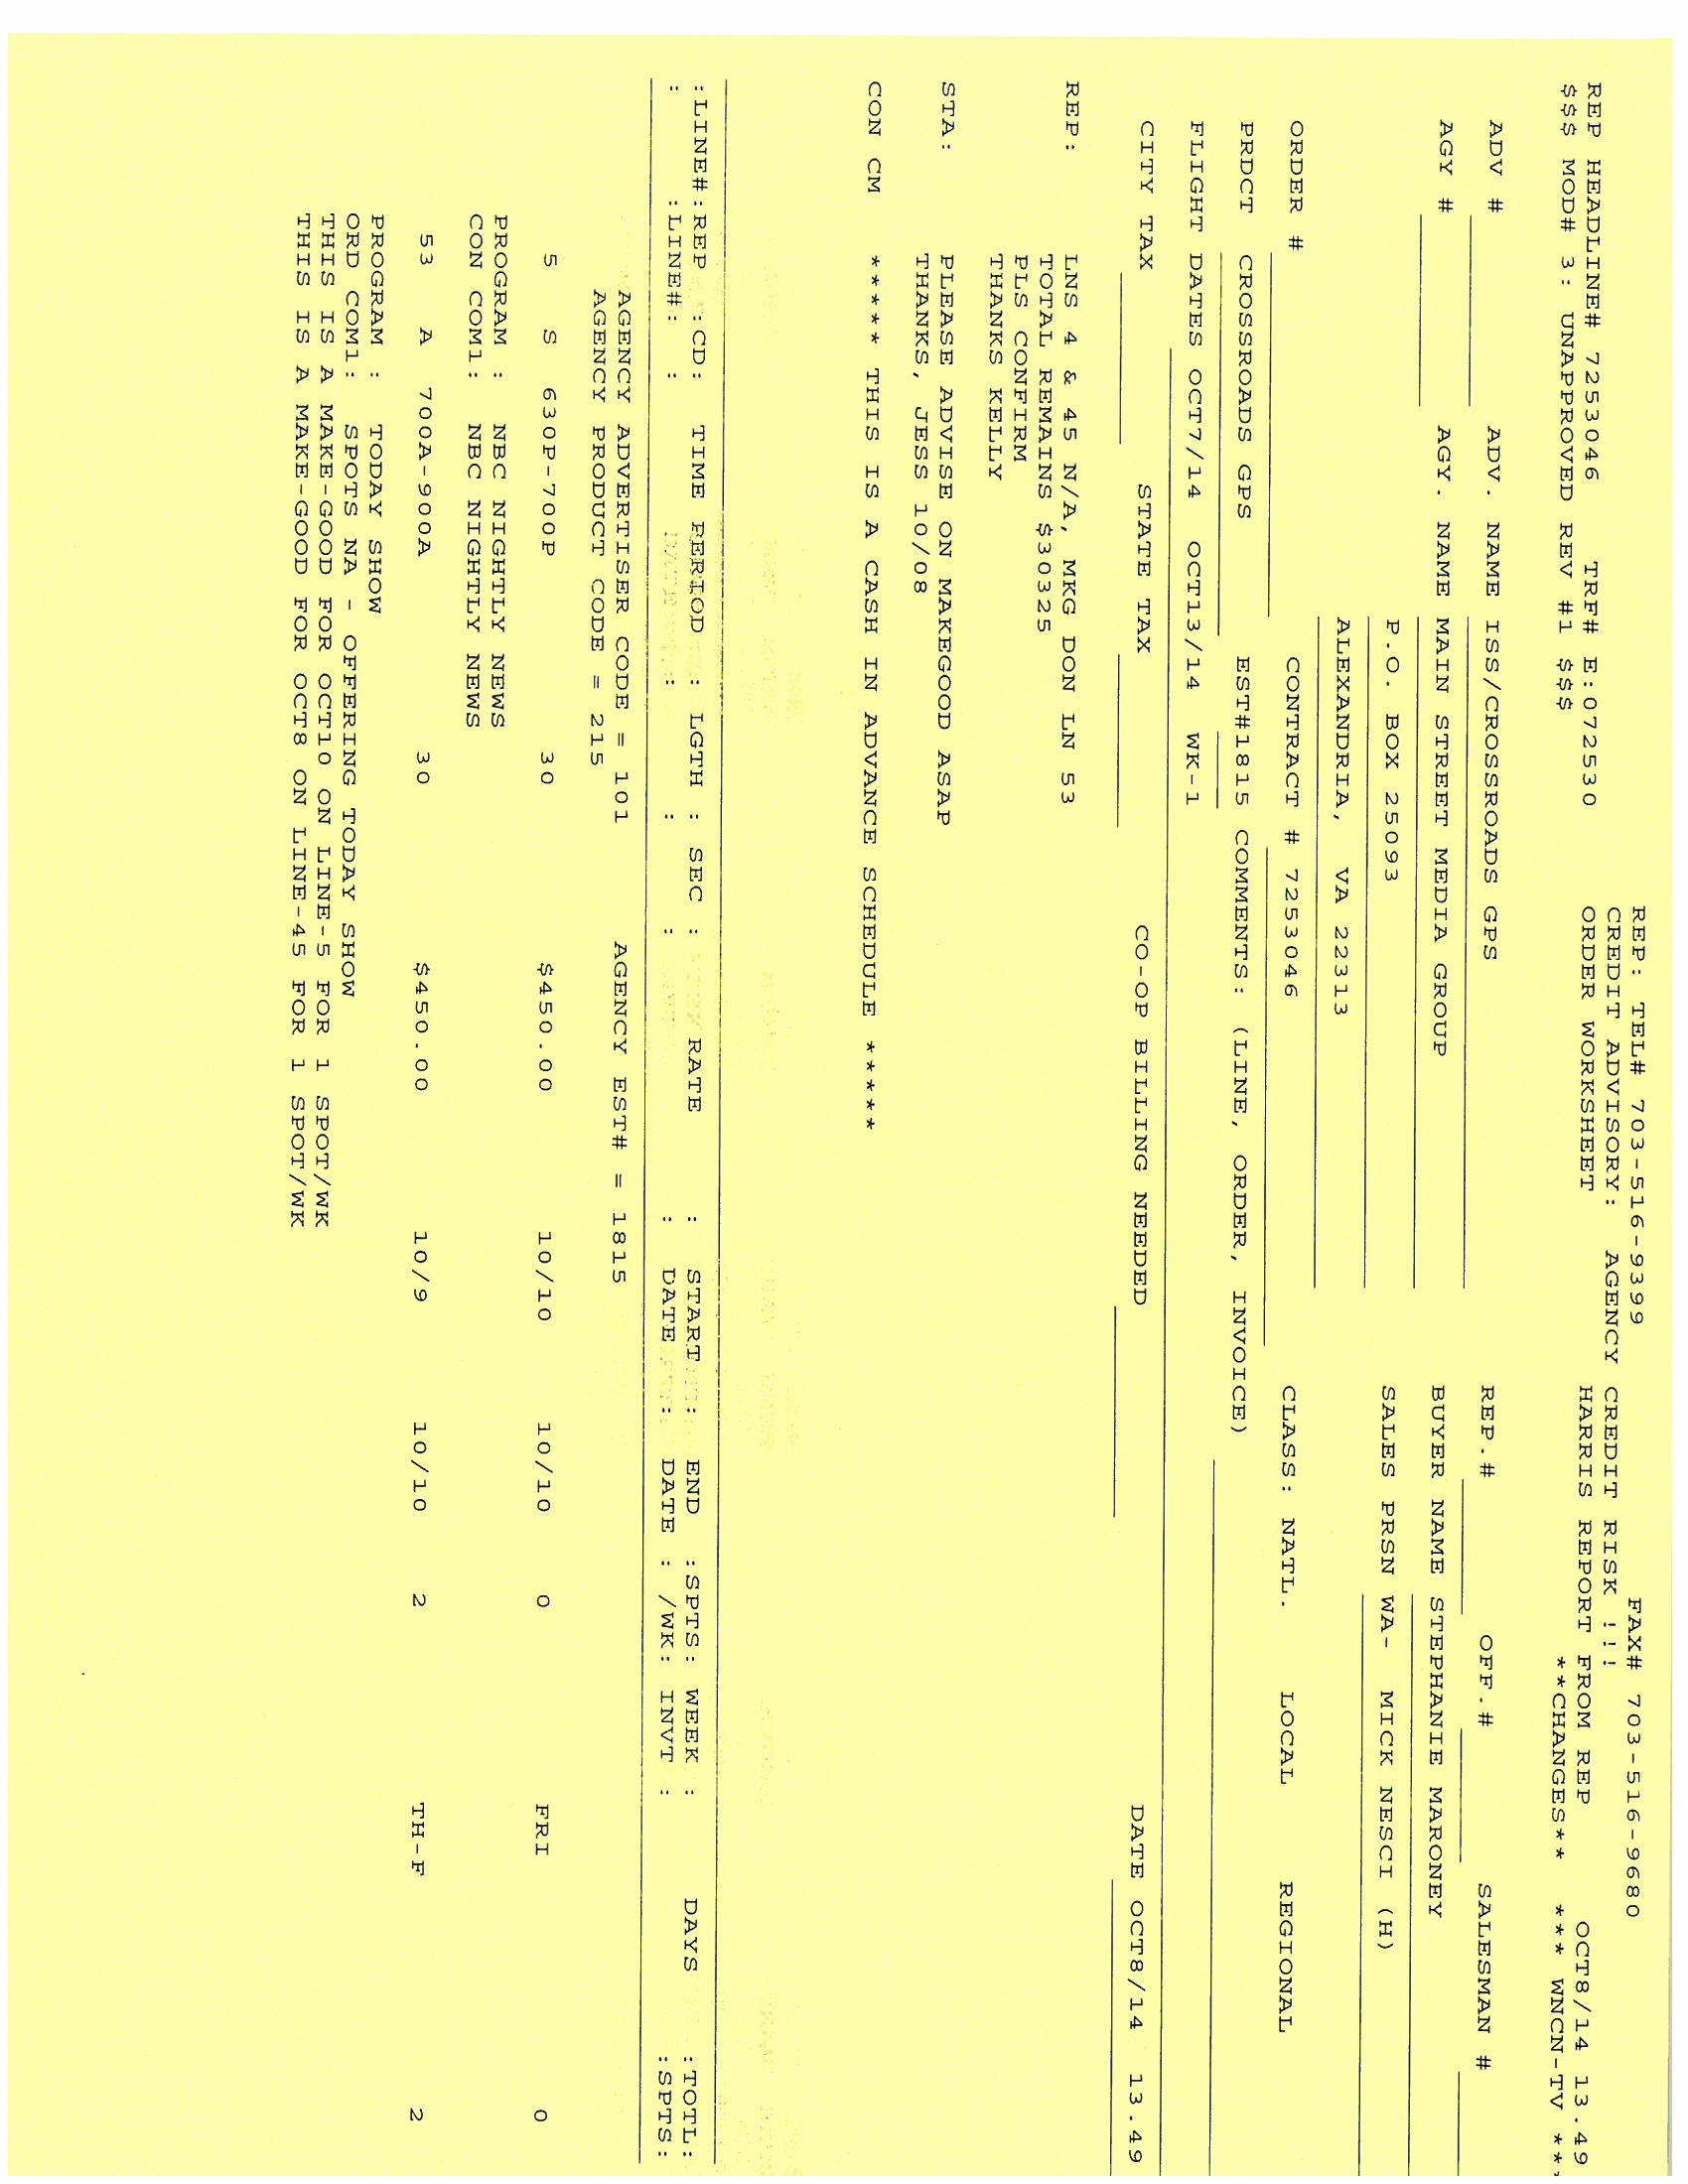 REP: TEL# 703-516-9399 FAX# 703-516-9680
CREDIT ADVISORY: AGENCY CREDIT RISK !!!
ORDER WORKSHEET HARRIS REPORT FROM REP OCT8/14 13.49
REP HEADLINE# 7253046 TRF# E:072530
**CHANGES** *** WNCN-TV ***
$$$ MOD# 3: UNAPPROVED REV #1 $$$
ADV # ADV. NAME ISS/CROSSROADS GPS REP.# OFF.# SALESMAN #
AGY # AGY. NAME MAIN STREET MEDIA GROUP BUYER NAME STEPHANIE MARONEY
P.O. BOX 25093 SALES PRSN WA- MICK NESCI (H)
ALEXANDRIA, VA 22313
ORDER # CONTRACT # 7253046 CLASS: NATL. LOCAL REGIONAL
PRDCT CROSSROADS GPS EST#1815 COMMENTS: (LINE, ORDER, INVOICE)
FLIGHT DATES OCT7/14 OCT13/14 WK-1
CITY TAX STATE TAX CO-OP BILLING NEEDED DATE OCT8/14 13.49
REP: LNS 4 & 45 N/A, MKG DON LN 53
TOTAL REMAINS $30325
PLS CONFIRM
THANKS KELLY
STA: PLEASE ADVISE ON MAKEGOOD ASAP
THANKS, JESS 10/08
CON CM ***** THIS IS A CASH IN ADVANCE SCHEDULE *****
:LINE#:REP :CD: TIME PERIOD : LGTH : SEC : RATE : START : END :SPTS: WEEK : DAYS :TOTL:
: :LINE#: : : : : : DATE : DATE : /WK: INVT : :SPTS:
AGENCY ADVERTISER CODE = 101 AGENCY EST# = 1815
AGENCY PRODUCT CODE = 215
5 S 630P-700P 30 $450.00 10/10 10/10 0 FRI 0
PROGRAM : NBC NIGHTLY NEWS
CON COM1: NBC NIGHTLY NEWS
53 A 700A-900A 30 $450.00 10/9 10/10 2 TH-F 2
PROGRAM : TODAY SHOW
ORD COM1: SPOTS NA - OFFERING TODAY SHOW
THIS IS A MAKE-GOOD FOR OCT10 ON LINE-5 FOR 1 SPOT/WK
THIS IS A MAKE-GOOD FOR OCT8 ON LINE-45 FOR 1 SPOT/WK